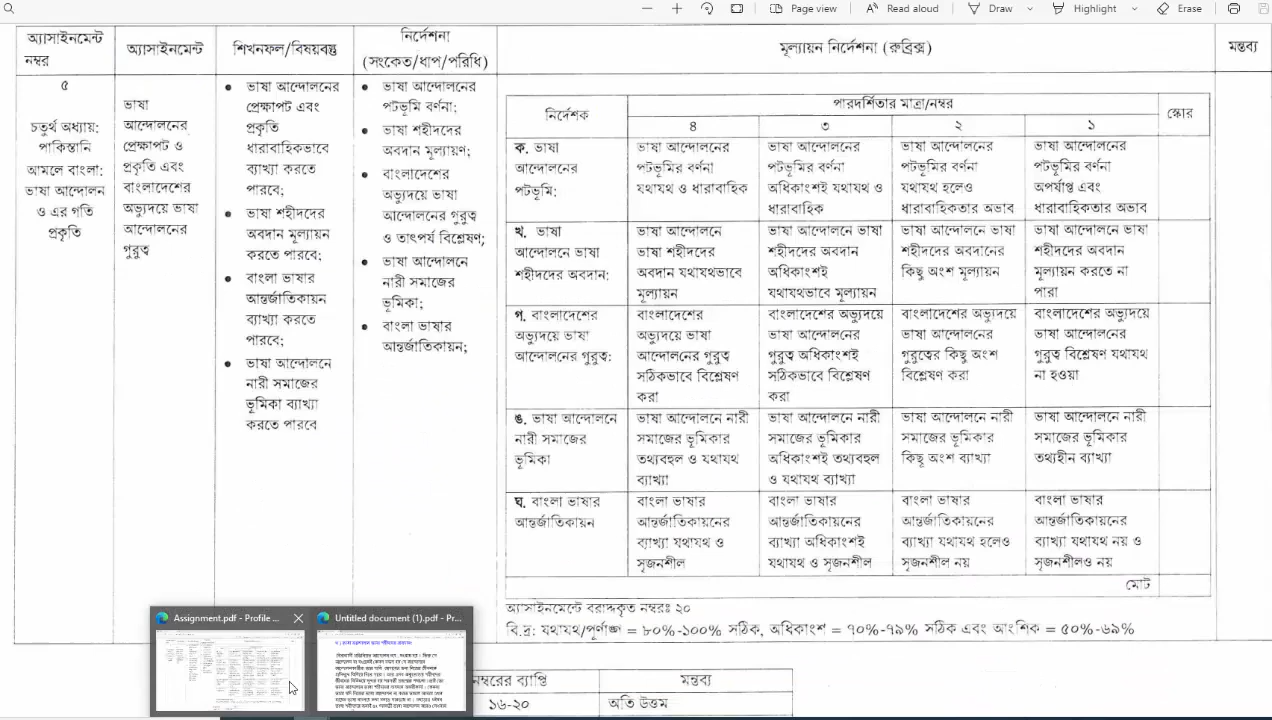 Page view
Read aloud
Draw
Highlight
Erase
অ্যাসাইনমেন্ট
নম্বর
অ্যাসাইনমেন্ট
শিখনফল/বিষয়বস্তু
নির্দেশনা
(সংকেত/ধাপ/পরিধি)
মূল্যায়ন নির্দেশনা (রুব্রিক্স)
মন্তব্য
৫
চতুর্থ অধ্যায়:
পাকিস্তানি
আমলে বাংলা:
ভাষা আন্দোলন
ও এর গতি
প্রকৃতি
ভাষা
আন্দোলনের
প্রেক্ষাপট ও
প্রকৃতি এবং
বাংলাদেশের
অভ্যুদয়ে ভাষা
আন্দোলনের
গুরুত্ব
ভাষা আন্দোলনের
প্রেক্ষাপট এবং
প্রকৃতি
ধারাবাহিকভাবে
ব্যাখ্যা করতে
পারবে;
ভাষা শহীদদের
অবদান মূল্যায়ন
করতে পারবে;
বাংলা ভাষার
আন্তর্জাতিকায়ন
ব্যাখ্যা করতে
পারবে;
ভাষা আন্দোলনে
নারী সমাজের
ভূমিকা ব্যাখ্যা
করতে পারবে
ভাষা আন্দোলনের
পটভূমি বর্ণনা;
ভাষা শহীদদের
অবদান মূল্যায়ণ;
বাংলাদেশের
অভ্যুদয়ে ভাষা
আন্দোলনের গুরুত্ব
ও তাৎপর্য বিশ্লেষণ;
ভাষা আন্দোলনে
নারী সমাজের
ভূমিকা;
বাংলা ভাষার
আন্তর্জাতিকায়ন;
নির্দেশক
পারদর্শিতার মাত্রা/নম্বর
স্কোর
৪ ৩ ২ ১
ক. ভাষা
আন্দোলনের
পটভূমি:
ভাষা আন্দোলনের
পটভূমির বর্ণনা
যথাযথ ও ধারাবাহিক
ভাষা আন্দোলনের
পটভূমির বর্ণনা
অধিকাংশই যথাযথ ও
ধারাবাহিক
ভাষা আন্দোলনের
পটভূমির বর্ণনা
যথাযথ হলেও
ধারাবাহিকতার অভাব
ভাষা আন্দোলনের
পটভূমির বর্ণনা
অপর্যাপ্ত এবং
ধারাবাহিকতার অভাব
খ. ভাষা
আন্দোলনে ভাষা
শহীদদের অবদান:
ভাষা আন্দোলনে
ভাষা শহীদদের
অবদান যথাযথভাবে
মূল্যায়ন
ভাষা আন্দোলনে ভাষা
শহীদদের অবদান
অধিকাংশই
যথাযথভাবে মূল্যায়ন
ভাষা আন্দোলনে ভাষা
শহীদদের অবদানের
কিছু অংশ মূল্যায়ন
ভাষা আন্দোলনে ভাষা
শহীদদের অবদান
মূল্যায়ন করতে না
পারা
গ. বাংলাদেশের
অভ্যুদয়ে ভাষা
আন্দোলনের গুরুত্ব:
বাংলাদেশের
অভ্যুদয়ে ভাষা
আন্দোলনের গুরুত্ব
সঠিকভাবে বিশ্লেষণ
করা
বাংলাদেশের অভ্যুদয়ে
ভাষা আন্দোলনের
গুরুত্ব অধিকাংশই
সঠিকভাবে বিশ্লেষণ
করা
বাংলাদেশের অভ্যুদয়ে
ভাষা আন্দোলনের
গুরুত্বের কিছু অংশ
বিশ্লেষণ করা
বাংলাদেশের অভ্যুদয়ে
ভাষা আন্দোলনের
গুরুত্ব বিশ্লেষণ যথাযথ
না হওয়া
ঙ. ভাষা আন্দোলনে
নারী সমাজের
ভূমিকা
ভাষা আন্দোলনে নারী
সমাজের ভূমিকার
তথ্যবহুল ও যথাযথ
ব্যাখ্যা
ভাষা আন্দোলনে নারী
সমাজের ভূমিকার
অধিকাংশই তথ্যবহুল
ও যথাযথ ব্যাখ্যা
ভাষা আন্দোলনে নারী
সমাজের ভূমিকার
কিছু অংশ ব্যাখ্যা
ভাষা আন্দোলনে নারী
সমাজের ভূমিকার
তথ্যহীন ব্যাখ্যা
ঘ. বাংলা ভাষার
আন্তর্জাতিকায়ন
বাংলা ভাষার
আন্তর্জাতিকায়নের
ব্যাখ্যা যথাযথ ও
সৃজনশীল
বাংলা ভাষার
আন্তর্জাতিকায়নের
ব্যাখ্যা অধিকাংশই
যথাযথ ও সৃজনশীল
বাংলা ভাষার
আন্তর্জাতিকায়নের
ব্যাখ্যা যথাযথ হলেও
সৃজনশীল নয়
বাংলা ভাষার
আন্তর্জাতিকায়নের
ব্যাখ্যা যথাযথ নয় ও
সৃজনশীলও নয়
মোট
অ্যাসাইনমেন্টে বরাদ্দকৃত নম্বরঃ ২০
বি.দ্র: যথাযথ/পূর্ণাঙ্গ = ৮০%-১০০% সঠিক, অধিকাংশ = ৭০%-৭৯% সঠিক এবং আংশিক = ৫০%-৬৯%
Assignment.pdf - Profile ...
Untitled document (1).pdf - Pr...
নম্বরের ব্যাপ্তি
মন্তব্য
১৬-২০
অতি উত্তম